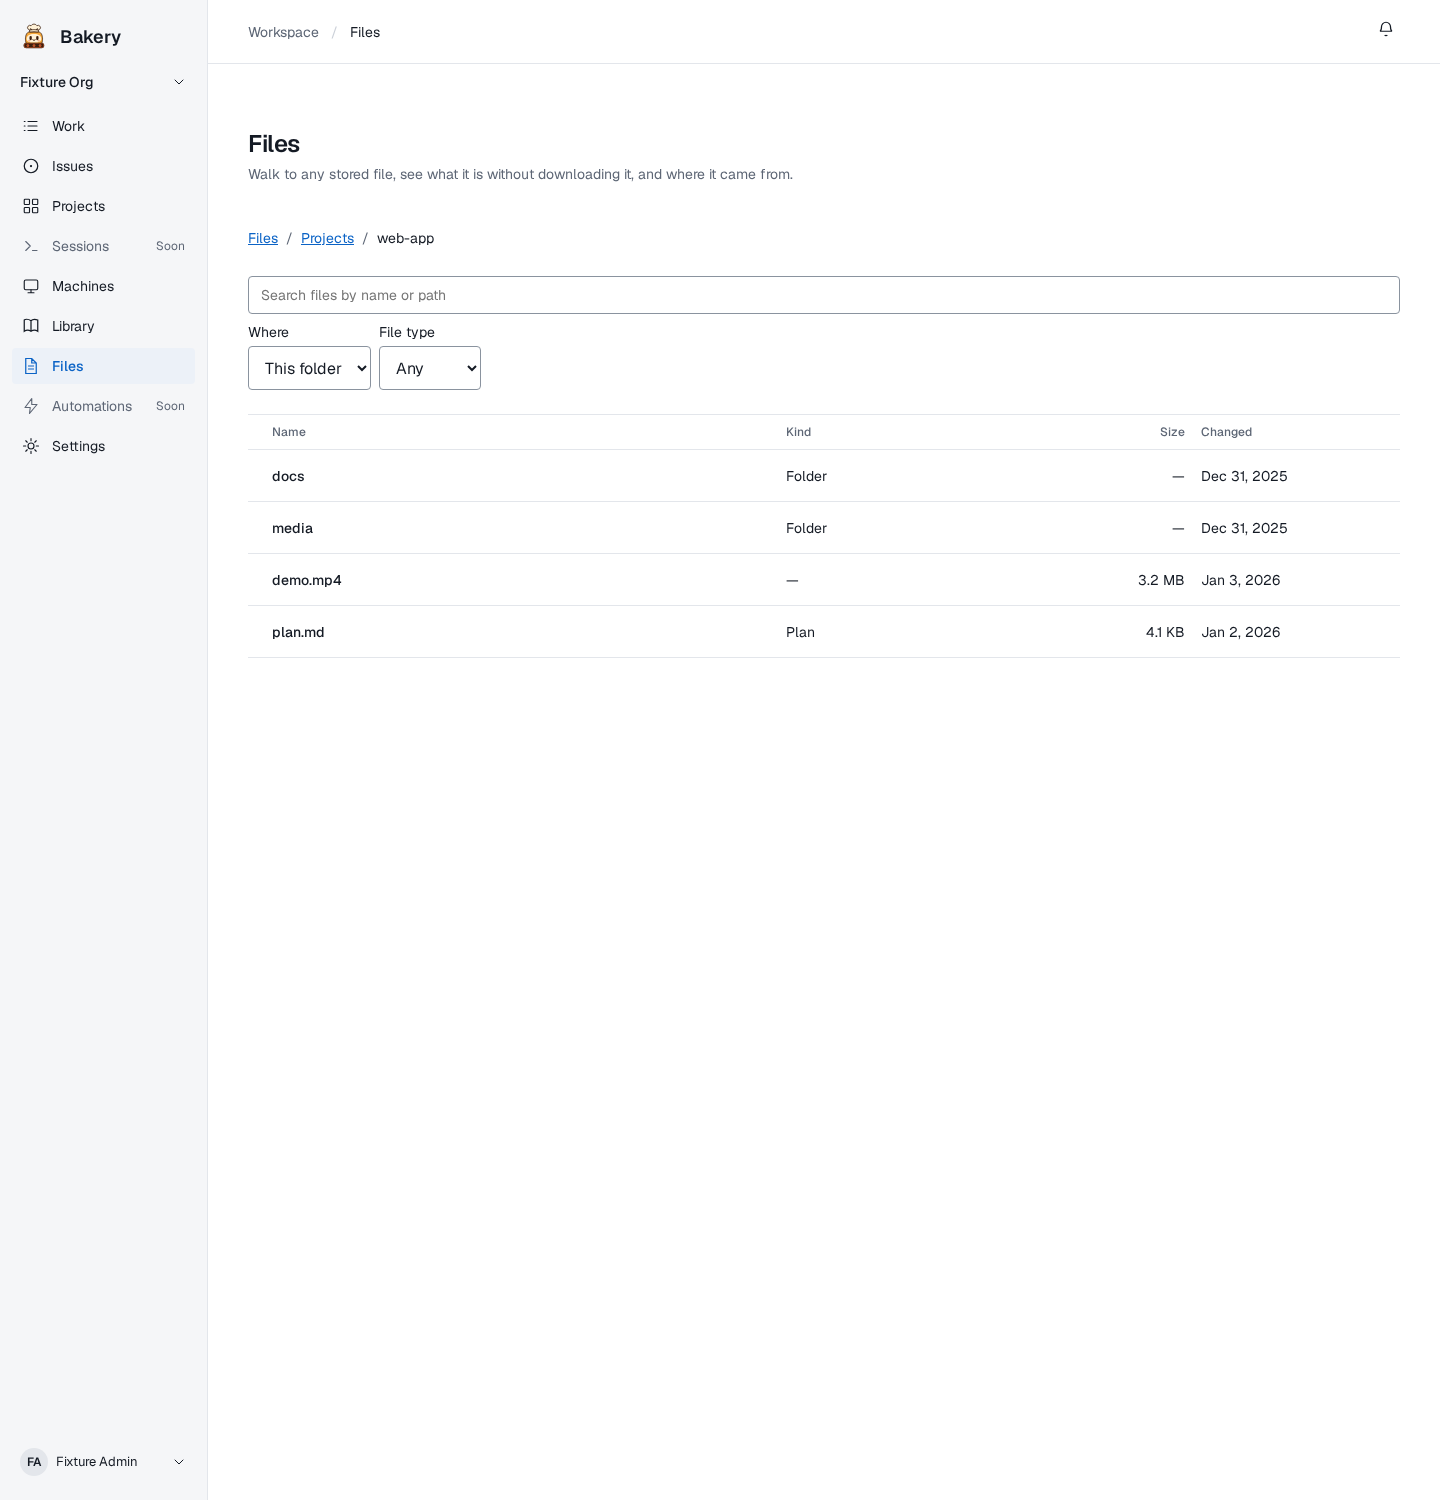 Bakery
Fixture Org
Work
Issues
Projects
Sessions Soon
Machines
Library
Files
Automations Soon
Settings
FA Fixture Admin
Workspace / Files
Files
Walk to any stored file, see what it is without downloading it, and where it came from.
Files / Projects / web-app
Search files by name or path
Where File type
This folder Any
Name Kind Size Changed
docs Folder — Dec 31, 2025
media Folder — Dec 31, 2025
demo.mp4 — 3.2 MB Jan 3, 2026
plan.md Plan 4.1 KB Jan 2, 2026